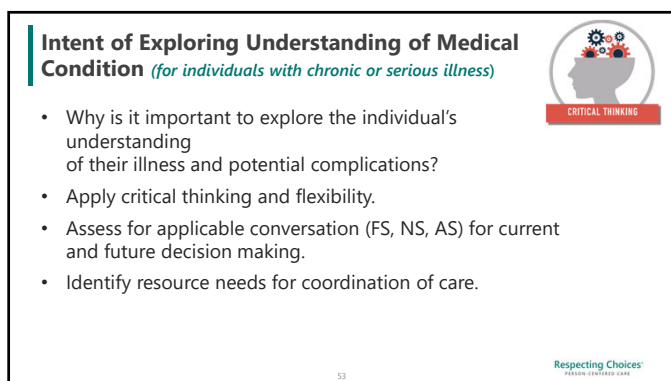 Intent of Exploring Understanding of Medical
Condition (for individuals with chronic or serious illness)
CRITICAL THINKING
• Why is it important to explore the individual's
understanding
of their illness and potential complications?
• Apply critical thinking and flexibility.
• Assess for applicable conversation (FS, NS, AS) for current
and future decision making.
• Identify resource needs for coordination of care.
53
Respecting Choices®
PERSON-CENTERED CARE